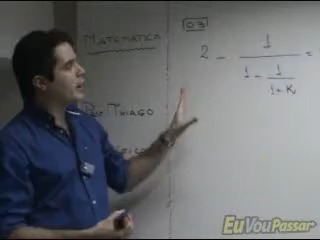 MATEMÁTICA
Prof. THIAGO
03
2 - 1 / (1 - 1 / (1 + K)) =
EuVouPassar